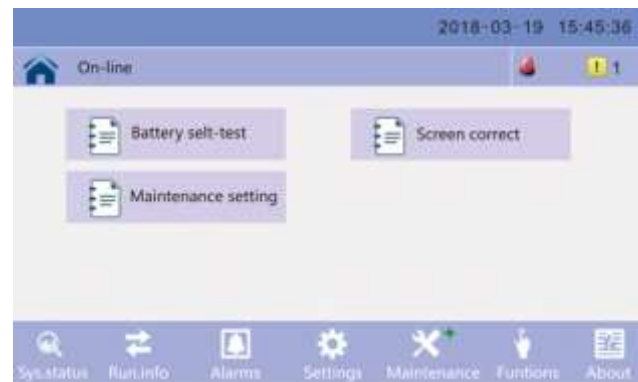 2018-03-19 15:45:36
On-line
! 1
Battery selt-test
Screen correct
Maintenance setting
Sys.status Run.info Alarms Settings Maintenance Funtions About